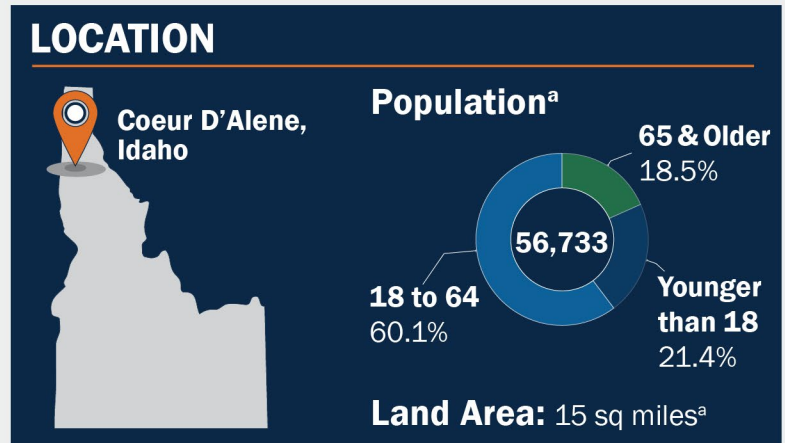 LOCATION
Coeur D'Alene,
Idaho
Populationᵃ
65 & Older
18.5%
56,733
18 to 64
60.1%
Younger
than 18
21.4%
Land Area: 15 sq milesᵃ